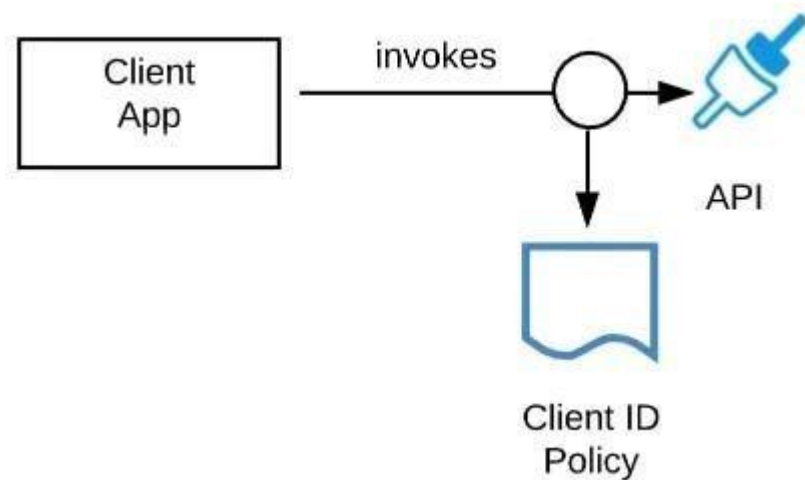 Client
App
invokes
API
Client ID
Policy